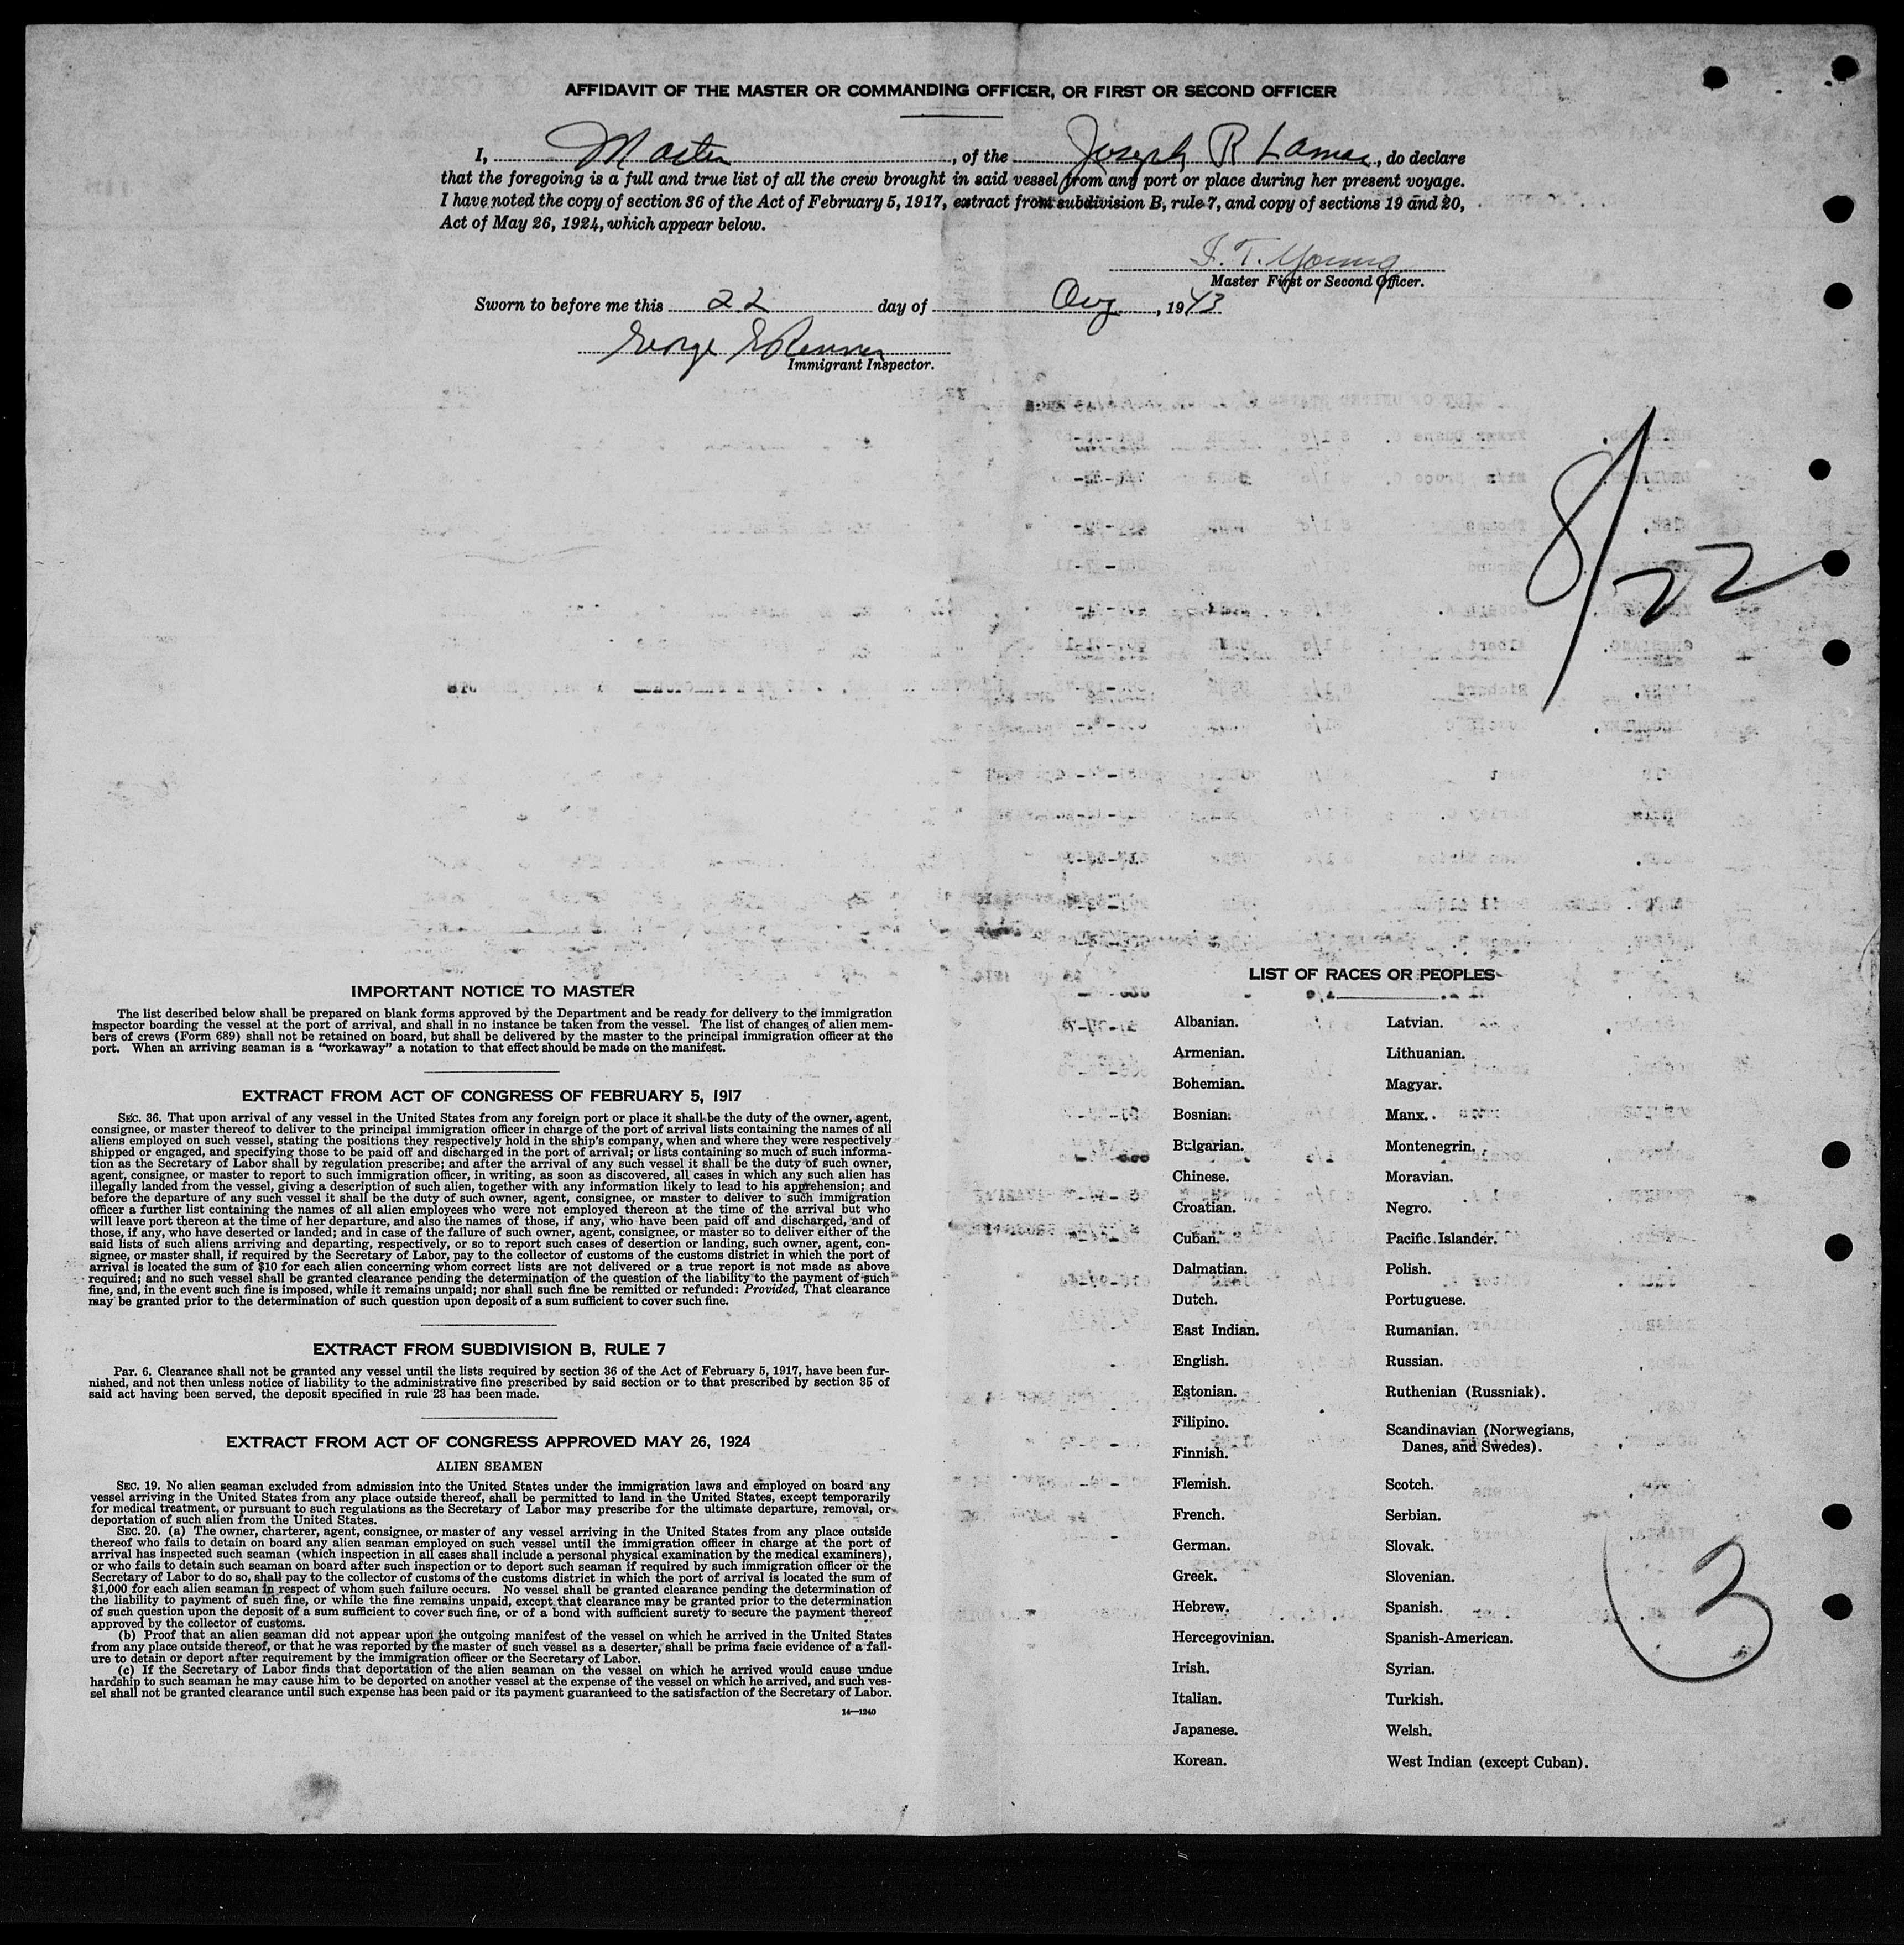 AFFIDAVIT OF THE MASTER OR COMMANDING OFFICER, OR FIRST OR SECOND OFFICER
I, Master, of the Joseph R Lamar, do declare
that the foregoing is a full and true list of all the crew brought in said vessel from any port or place during her present voyage.
I have noted the copy of section 36 of the Act of February 5, 1917, extract from subdivision B, rule 7, and copy of sections 19 and 20,
Act of May 26, 1924, which appear below.
J. T. Young
Master First or Second Officer.
Sworn to before me this 22 day of Aug, 1943
George
Immigrant Inspector.
8/22
IMPORTANT NOTICE TO MASTER
The list described below shall be prepared on blank forms approved by the Department and be ready for delivery to the immigration
inspector boarding the vessel at the port of arrival, and shall in no instance be taken from the vessel. The list of changes of alien mem-
bers of crews (Form 689) shall not be retained on board, but shall be delivered by the master to the principal immigration officer at the
port. When an arriving seaman is a "workaway" a notation to that effect should be made on the manifest.
EXTRACT FROM ACT OF CONGRESS OF FEBRUARY 5, 1917
SEC. 36. That upon arrival of any vessel in the United States from any foreign port or place it shall be the duty of the owner, agent,
consignee, or master thereof to deliver to the principal immigration officer in charge of the port of arrival lists containing the names of all
aliens employed on such vessel, stating the positions they respectively hold in the ship's company, when and where they were respectively
shipped or engaged, and specifying those to be paid off and discharged in the port of arrival; or lists containing so much of such informa-
tion as the Secretary of Labor shall by regulation prescribe; and after the arrival of any such vessel it shall be the duty of such owner,
agent, consignee, or master to report to such immigration officer, in writing, as soon as discovered, all cases in which any such alien has
illegally landed from the vessel, giving a description of such alien, together with any information likely to lead to his apprehension; and
before the departure of any such vessel it shall be the duty of such owner, agent, consignee, or master to deliver to such immigration
officer a further list containing the names of all alien employees who were not employed thereon at the time of the arrival but who
will leave port thereon at the time of her departure, and also the names of those, if any, who have been paid off and discharged, and of
those, if any, who have deserted or landed; and in case of the failure of such owner, agent, consignee, or master so to deliver either of the
said lists of such aliens arriving and departing, respectively, or so to report such cases of desertion or landing, such owner, agent, con-
signee, or master shall, if required by the Secretary of Labor, pay to the collector of customs of the customs district in which the port of
arrival is located the sum of $10 for each alien concerning whom correct lists are not delivered or a true report is not made as above
required; and no such vessel shall be granted clearance pending the determination of the question of the liability to the payment of such
fine, and, in the event such fine is imposed, while it remains unpaid; nor shall such fine be remitted or refunded: Provided, That clearance
may be granted prior to the determination of such question upon deposit of a sum sufficient to cover such fine.
EXTRACT FROM SUBDIVISION B, RULE 7
Par. 6. Clearance shall not be granted any vessel until the lists required by section 36 of the Act of February 5, 1917, have been fur-
nished, and not then unless notice of liability to the administrative fine prescribed by said section or to that prescribed by section 35 of
said act having been served, the deposit specified in rule 23 has been made.
EXTRACT FROM ACT OF CONGRESS APPROVED MAY 26, 1924
ALIEN SEAMEN
SEC. 19. No alien seaman excluded from admission into the United States under the immigration laws and employed on board any
vessel arriving in the United States from any place outside thereof, shall be permitted to land in the United States, except temporarily
for medical treatment, or pursuant to such regulations as the Secretary of Labor may prescribe for the ultimate departure, removal, or
deportation of such alien from the United States.
SEC. 20. (a) The owner, charterer, agent, consignee, or master of any vessel arriving in the United States from any place outside
thereof who fails to detain on board any alien seaman employed on such vessel until the immigration officer in charge at the port of
arrival has inspected such seaman (which inspection in all cases shall include a personal physical examination by the medical examiners),
or who fails to detain such seaman on board after such inspection or to deport such seaman if required by such immigration officer or the
Secretary of Labor to do so, shall pay to the collector of customs of the customs district in which the port of arrival is located the sum of
$1,000 for each alien seaman in respect of whom such failure occurs. No vessel shall be granted clearance pending the determination of
the liability to payment of such fine, or while the fine remains unpaid, except that clearance may be granted prior to the determination
of such question upon the deposit of a sum sufficient to cover such fine, or of a bond with sufficient surety to secure the payment thereof
approved by the collector of customs.
(b) Proof that an alien seaman did not appear upon the outgoing manifest of the vessel on which he arrived in the United States
from any place outside thereof, or that he was reported by the master of such vessel as a deserter, shall be prima facie evidence of a fail-
ure to detain or deport after requirement by the immigration officer or the Secretary of Labor.
(c) If the Secretary of Labor finds that deportation of the alien seaman on the vessel on which he arrived would cause undue
hardship to such seaman he may cause him to be deported on another vessel at the expense of the vessel on which he arrived, and such ves-
sel shall not be granted clearance until such expense has been paid or its payment guaranteed to the satisfaction of the Secretary of Labor.
14—1240
LIST OF RACES OR PEOPLES
Albanian.
Armenian.
Bohemian.
Bosnian.
Bulgarian.
Chinese.
Croatian.
Cuban.
Dalmatian.
Dutch.
East Indian.
English.
Estonian.
Filipino.
Finnish.
Flemish.
French.
German.
Greek.
Hebrew.
Hercegovinian.
Irish.
Italian.
Japanese.
Korean.
Latvian.
Lithuanian.
Magyar.
Manx.
Montenegrin.
Moravian.
Negro.
Pacific Islander.
Polish.
Portuguese.
Rumanian.
Russian.
Ruthenian (Russniak).
Scandinavian (Norwegians,
Danes, and Swedes).
Scotch.
Serbian.
Slovak.
Slovenian.
Spanish.
Spanish-American.
Syrian.
Turkish.
Welsh.
West Indian (except Cuban).
3